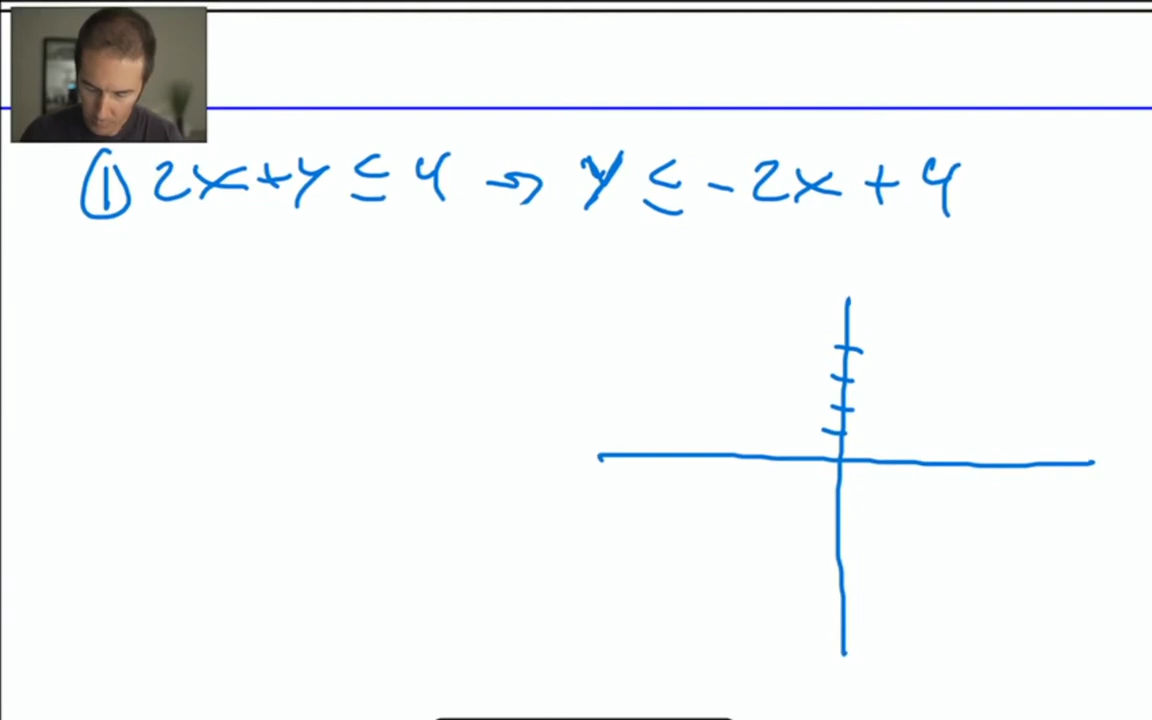 ① 2x+y ≤ 4 → y ≤ -2x + 4